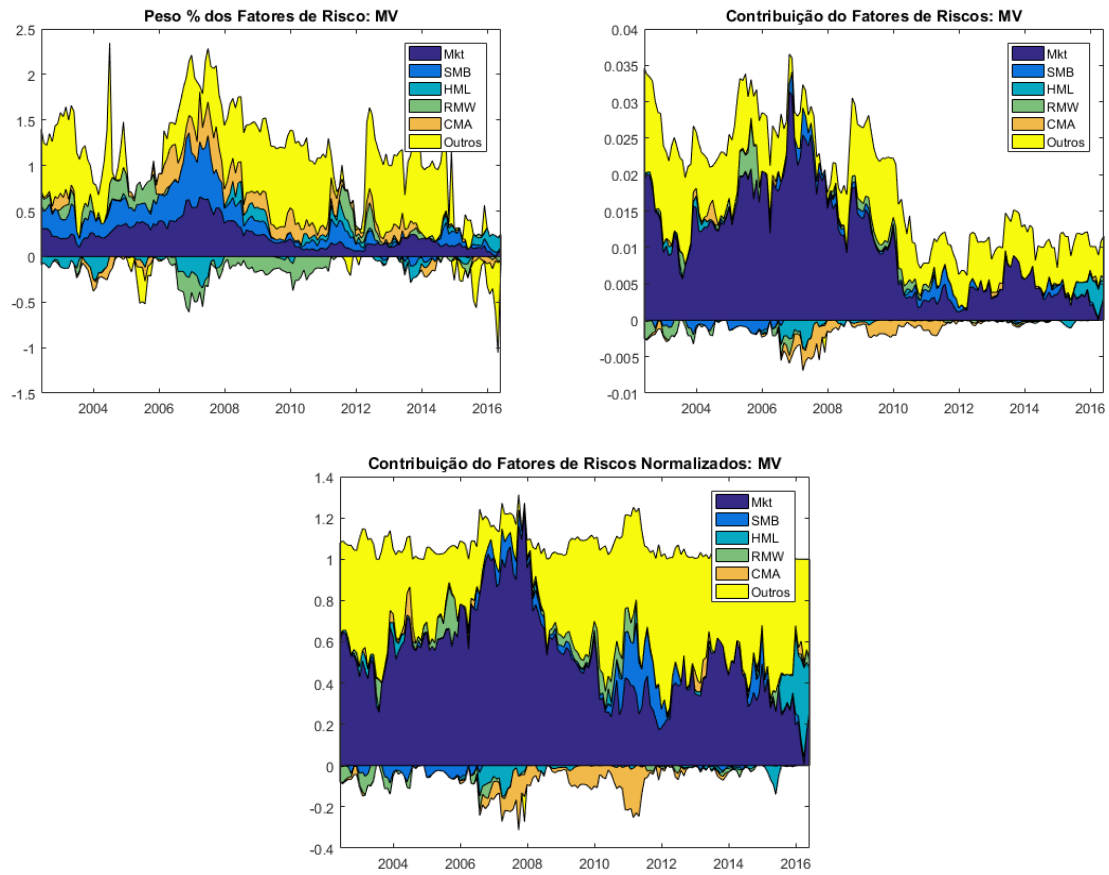 Peso % dos Fatores de Risco: MV
2.5
2
1.5
1
0.5
0
-0.5
-1
-1.5
2004 2006 2008 2010 2012 2014 2016
Mkt
SMB
HML
RMW
CMA
Outros
Contribuição do Fatores de Riscos: MV
0.04
0.035
0.03
0.025
0.02
0.015
0.01
0.005
0
-0.005
-0.01
2004 2006 2008 2010 2012 2014 2016
Mkt
SMB
HML
RMW
CMA
Outros
Contribuição do Fatores de Riscos Normalizados: MV
1.4
1.2
1
0.8
0.6
0.4
0.2
0
-0.2
-0.4
2004 2006 2008 2010 2012 2014 2016
Mkt
SMB
HML
RMW
CMA
Outros